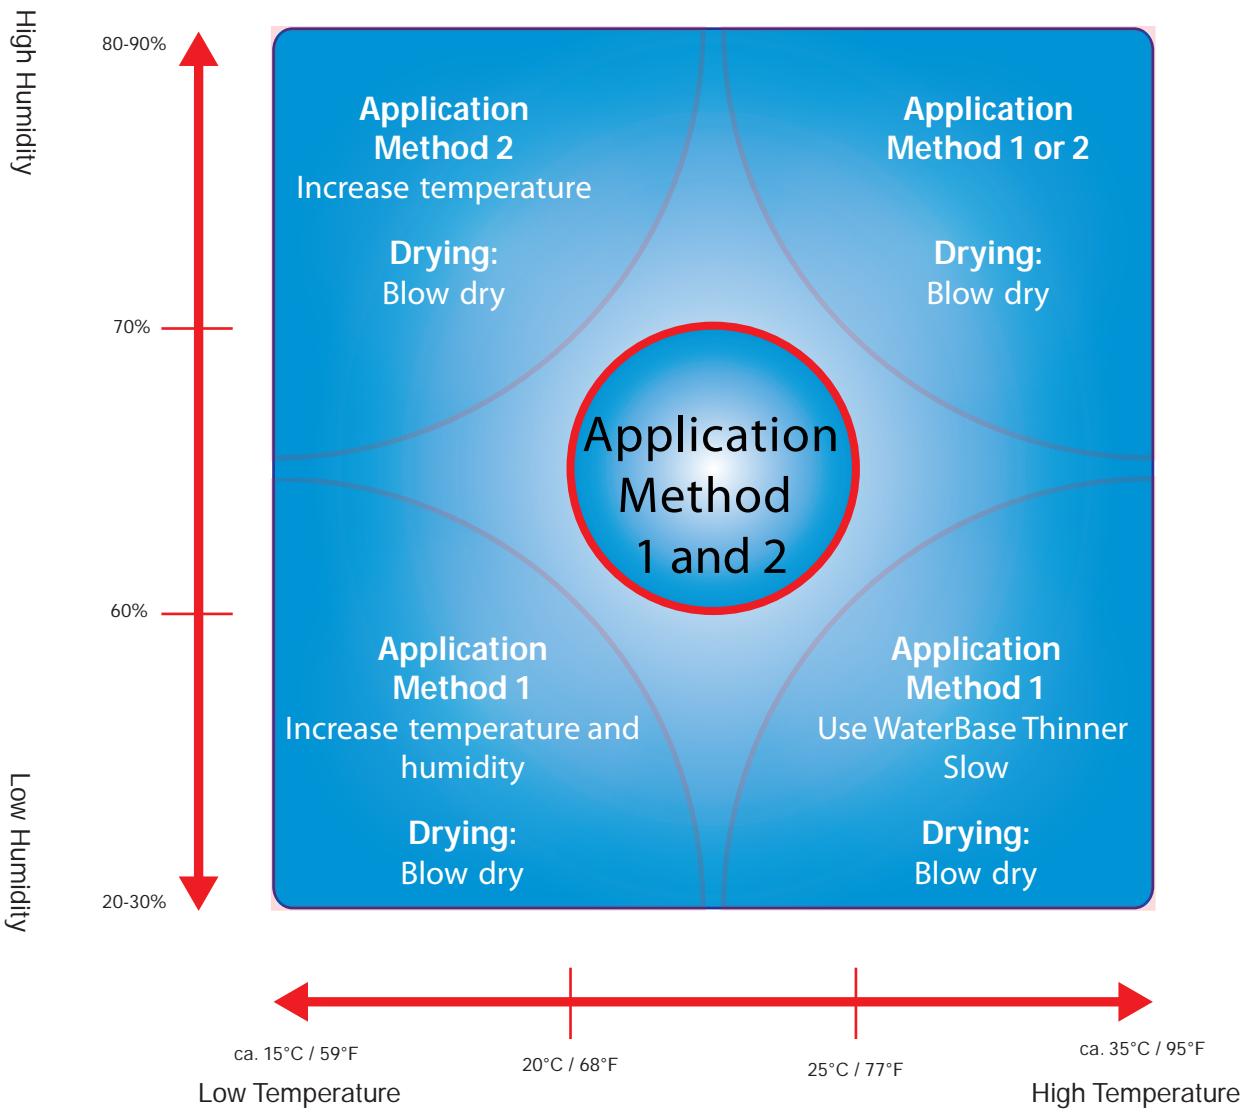 High Humidity
80-90%
70%
60%
20-30%
Low Humidity
Application
Method 2
Increase temperature
Drying:
Blow dry
Application
Method 1 or 2
Drying:
Blow dry
Application
Method
1 and 2
Application
Method 1
Increase temperature and
humidity
Drying:
Blow dry
Application
Method 1
Use WaterBase Thinner
Slow
Drying:
Blow dry
ca. 15°C / 59°F
20°C / 68°F
25°C / 77°F
ca. 35°C / 95°F
Low Temperature
High Temperature